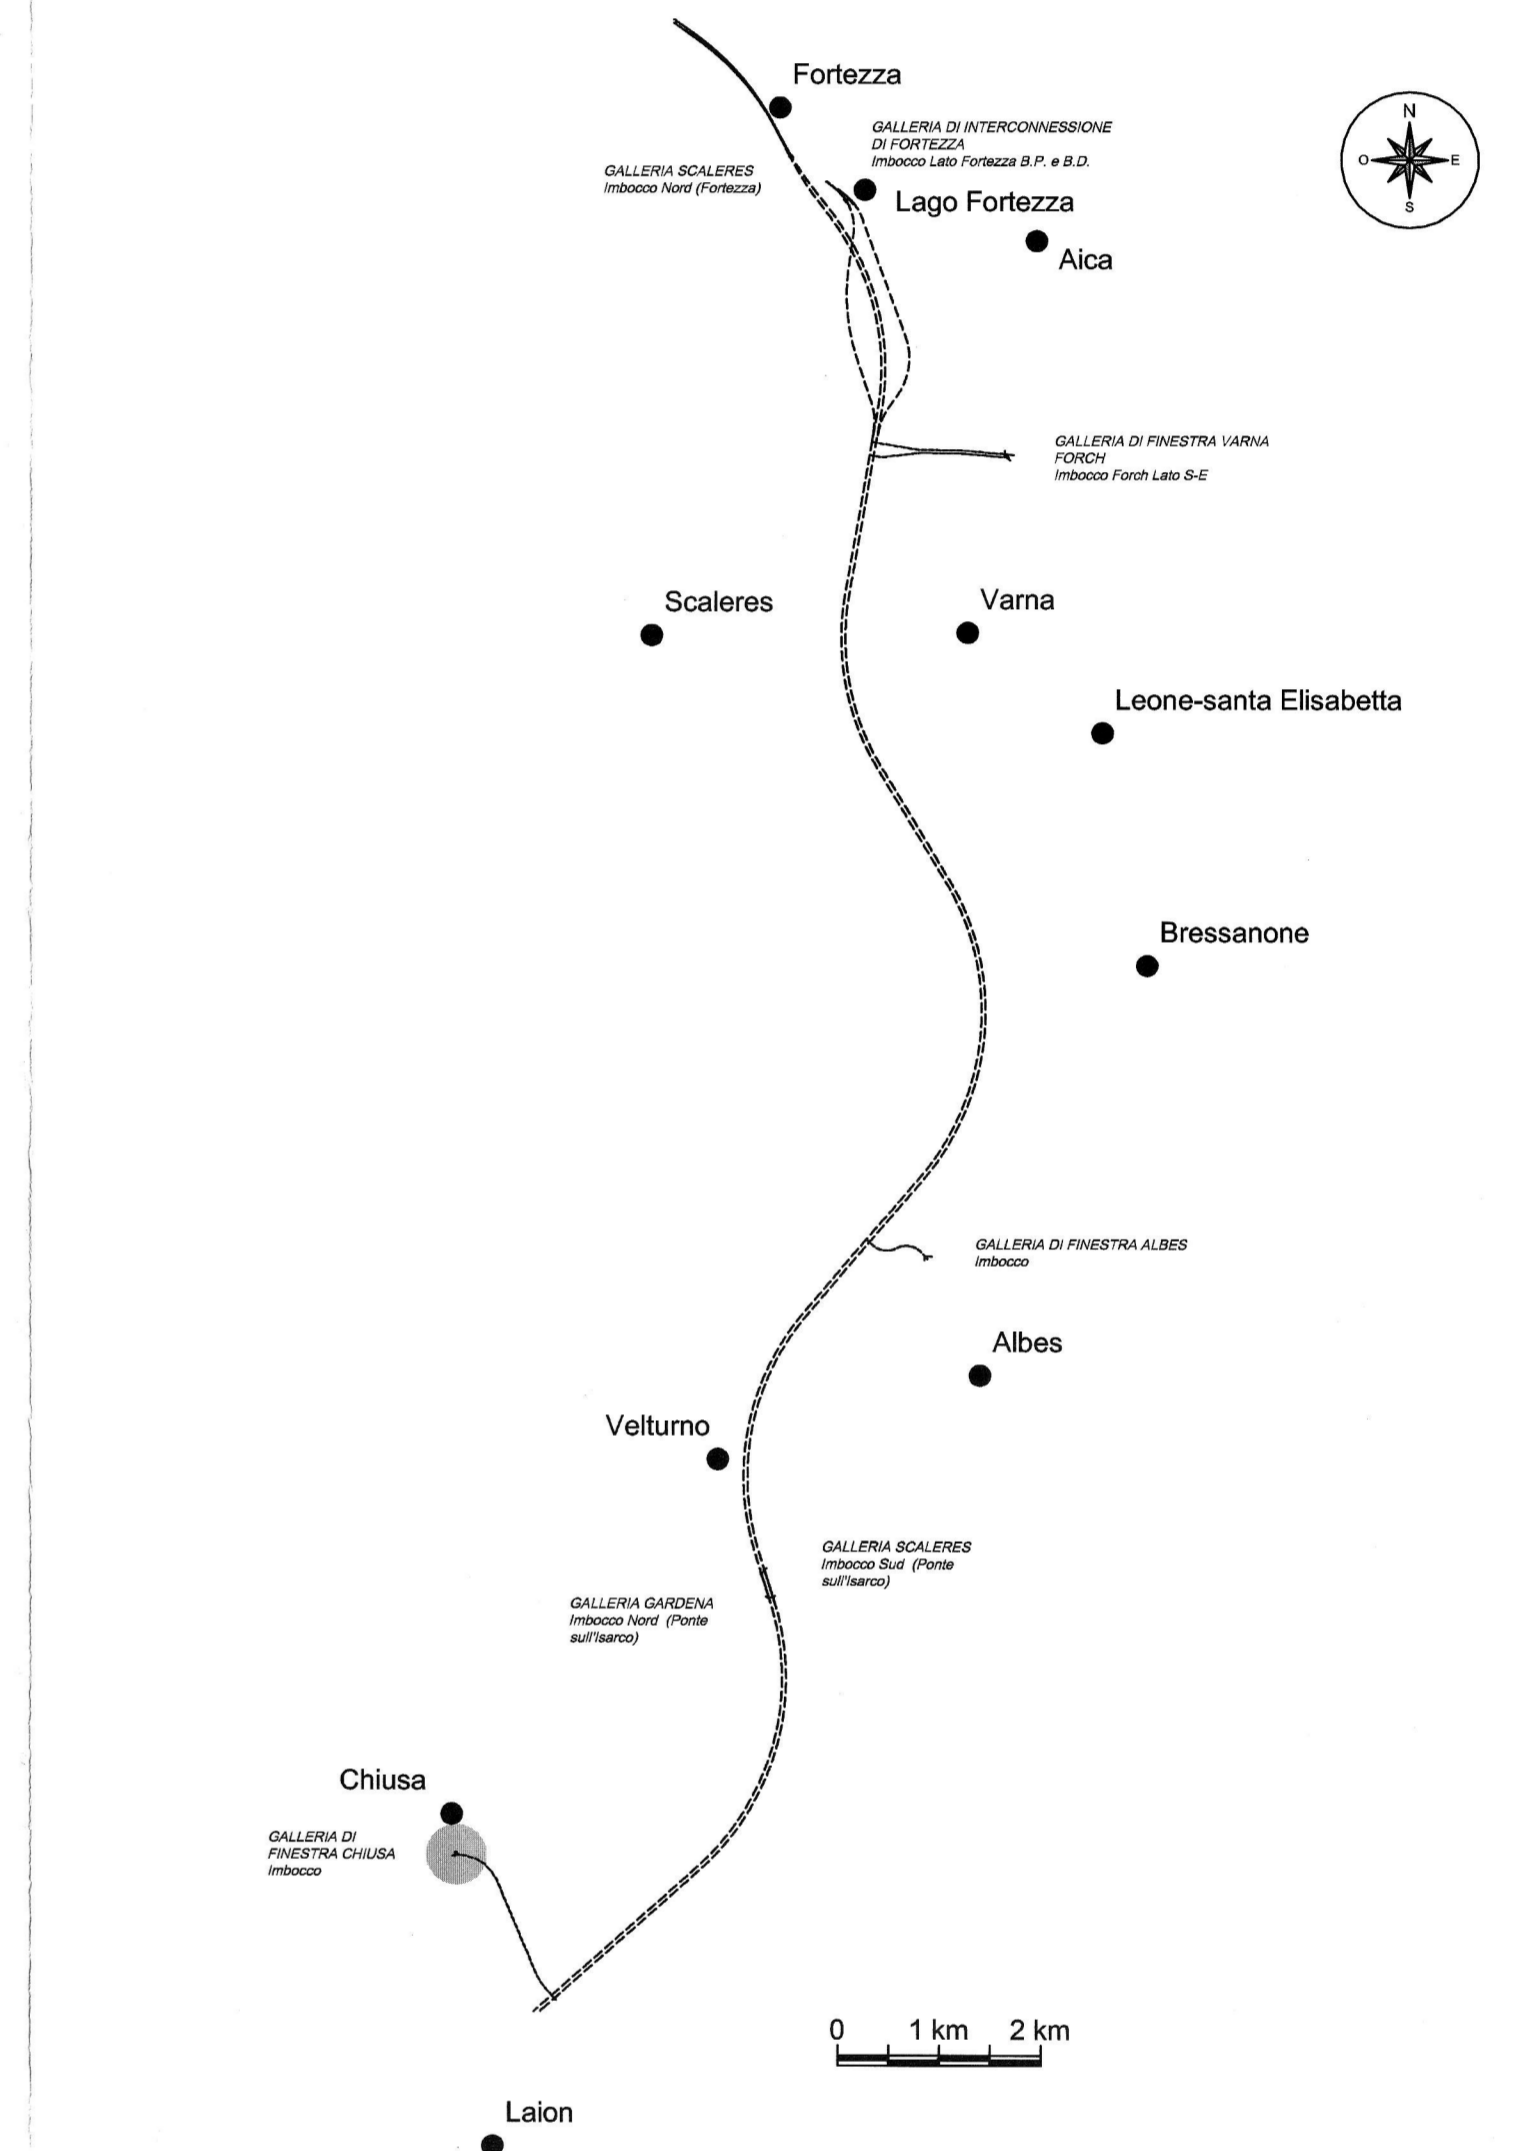 Fortezza
GALLERIA DI INTERCONNESSIONE
DI FORTEZZA
Imbocco Lato Fortezza B.P. e B.D.
N
O
E
S
GALLERIA SCALERES
Imbocco Nord (Fortezza)
Lago Fortezza
Aica
GALLERIA DI FINESTRA VARNA
FORCH
Imbocco Forch Lato S-E
Scaleres
Varna
Leone-santa Elisabetta
Bressanone
GALLERIA DI FINESTRA ALBES
Imbocco
Albes
Velturno
GALLERIA SCALERES
Imbocco Sud (Ponte
sull'Isarco)
GALLERIA GARDENA
Imbocco Nord (Ponte
sull'Isarco)
Chiusa
GALLERIA DI
FINESTRA CHIUSA
Imbocco
0 1 km 2 km
Laion